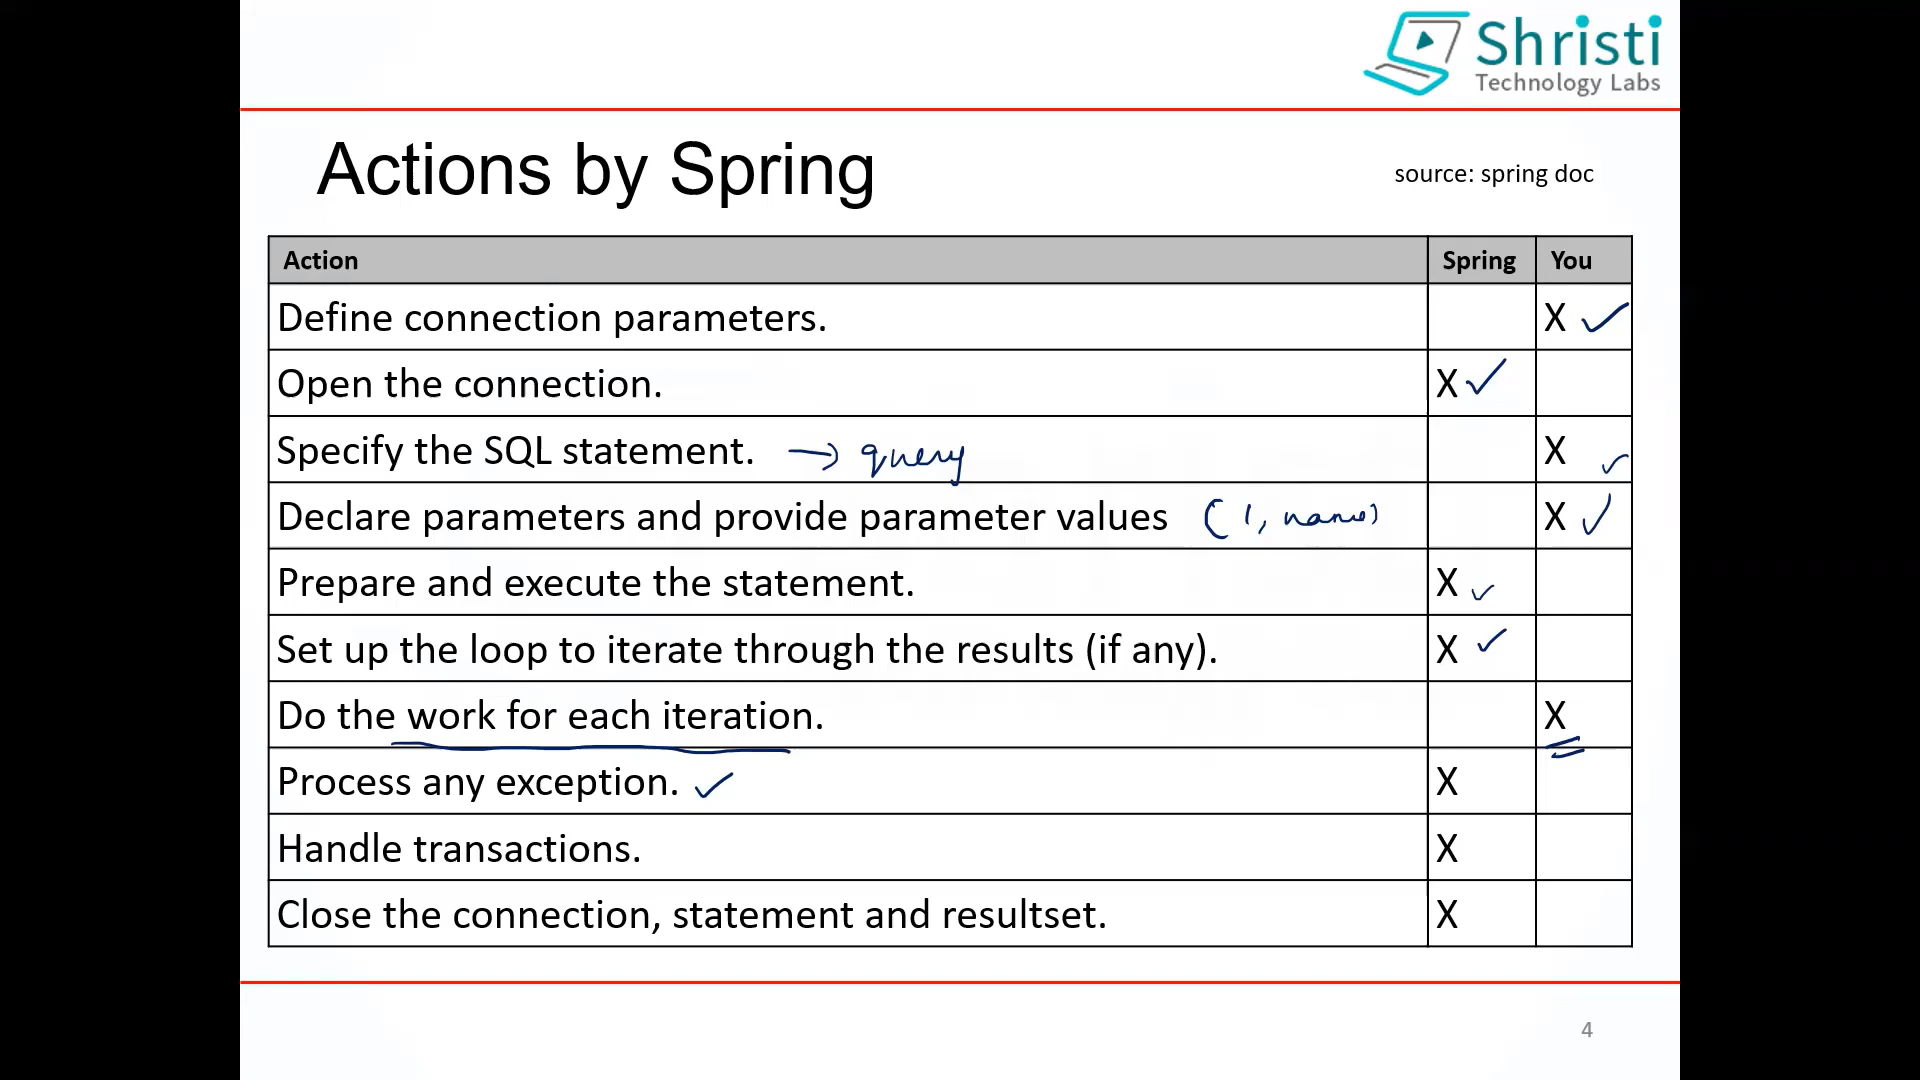 Shristi
Technology Labs
Actions by Spring
source: spring doc
Action Spring You
Define connection parameters. X ✓
Open the connection. X ✓
Specify the SQL statement. → query X ✓
Declare parameters and provide parameter values (1, name) X ✓
Prepare and execute the statement. X ✓
Set up the loop to iterate through the results (if any). X ✓
Do the work for each iteration. X
Process any exception. ✓ X
Handle transactions. X
Close the connection, statement and resultset. X
4